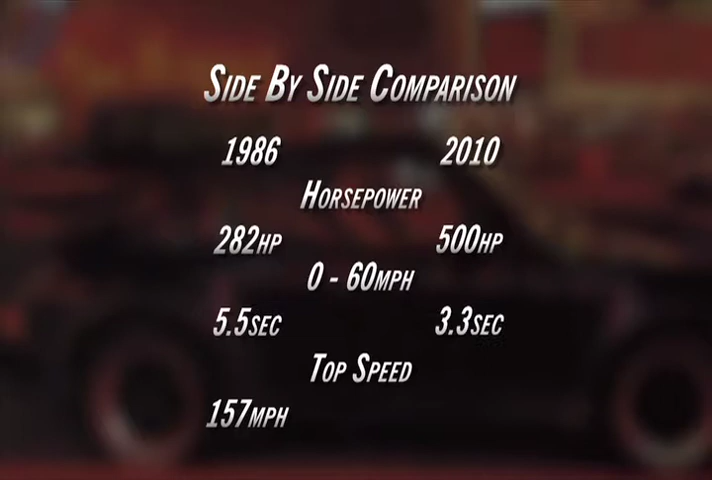 Side By Side Comparison
1986 2010
Horsepower
282HP 500HP
0 - 60MPH
5.5SEC 3.3SEC
Top Speed
157MPH